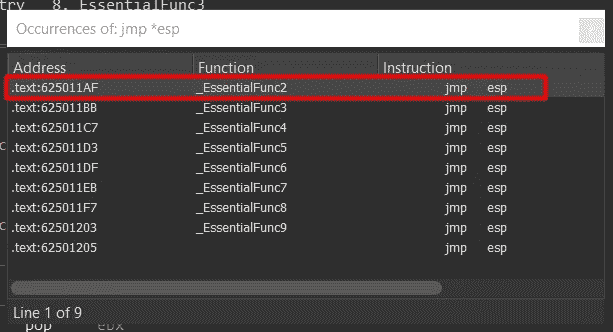 try 8. EssentialFunc3
Occurrences of: jmp *esp
Address Function Instruction
.text:625011AF _EssentialFunc2 jmp esp
.text:625011BB _EssentialFunc3 jmp esp
.text:625011C7 _EssentialFunc4 jmp esp
.text:625011D3 _EssentialFunc5 jmp esp
.text:625011DF _EssentialFunc6 jmp esp
.text:625011EB _EssentialFunc7 jmp esp
.text:625011F7 _EssentialFunc8 jmp esp
.text:62501203 _EssentialFunc9 jmp esp
.text:62501205 jmp esp
Line 1 of 9
pop ebx